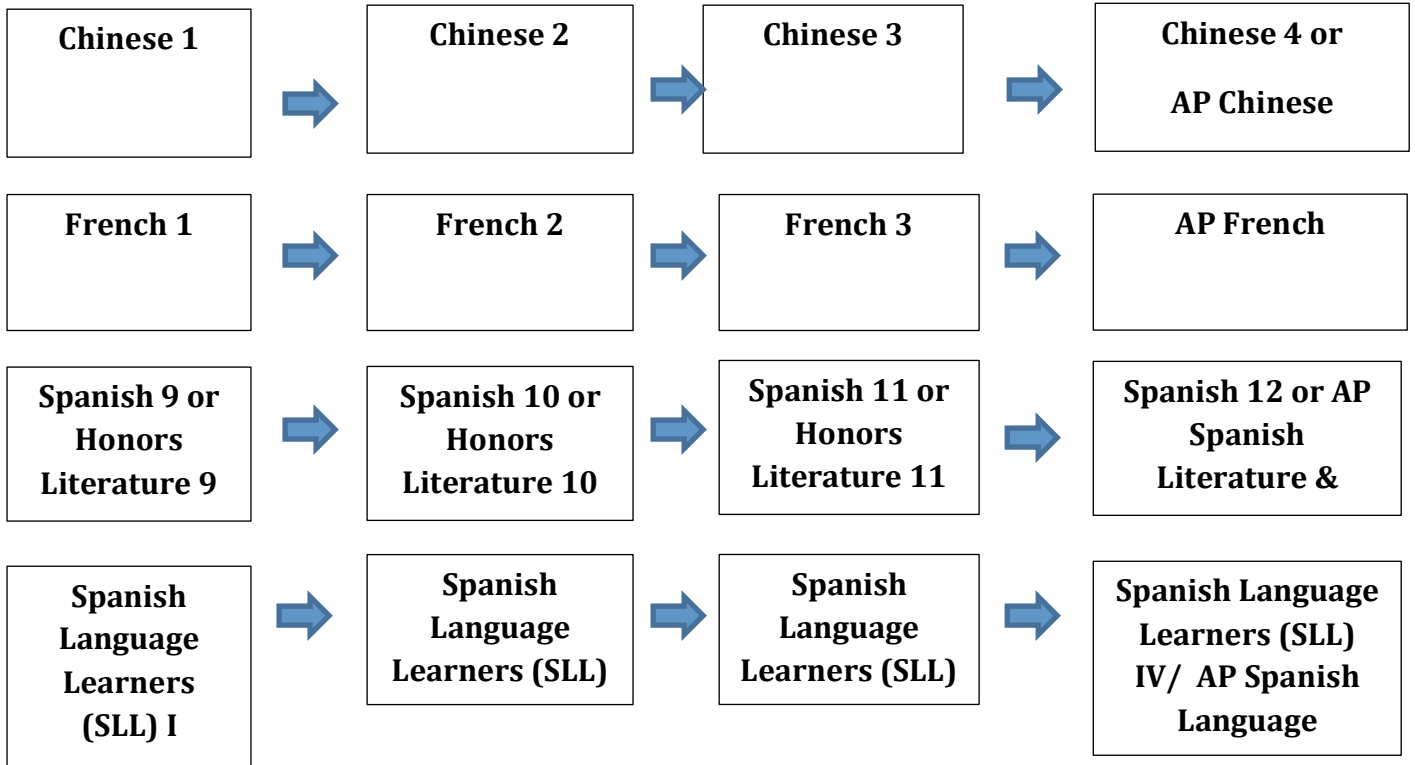 Chinese 1
Chinese 2
Chinese 3
Chinese 4 or
AP Chinese
French 1
French 2
French 3
AP French
Spanish 9 or
Honors
Literature 9
Spanish 10 or
Honors
Literature 10
Spanish 11 or
Honors
Literature 11
Spanish 12 or AP
Spanish
Literature &
Spanish
Language
Learners
(SLL) I
Spanish
Language
Learners (SLL)
Spanish
Language
Learners (SLL)
Spanish Language
Learners (SLL)
IV/ AP Spanish
Language